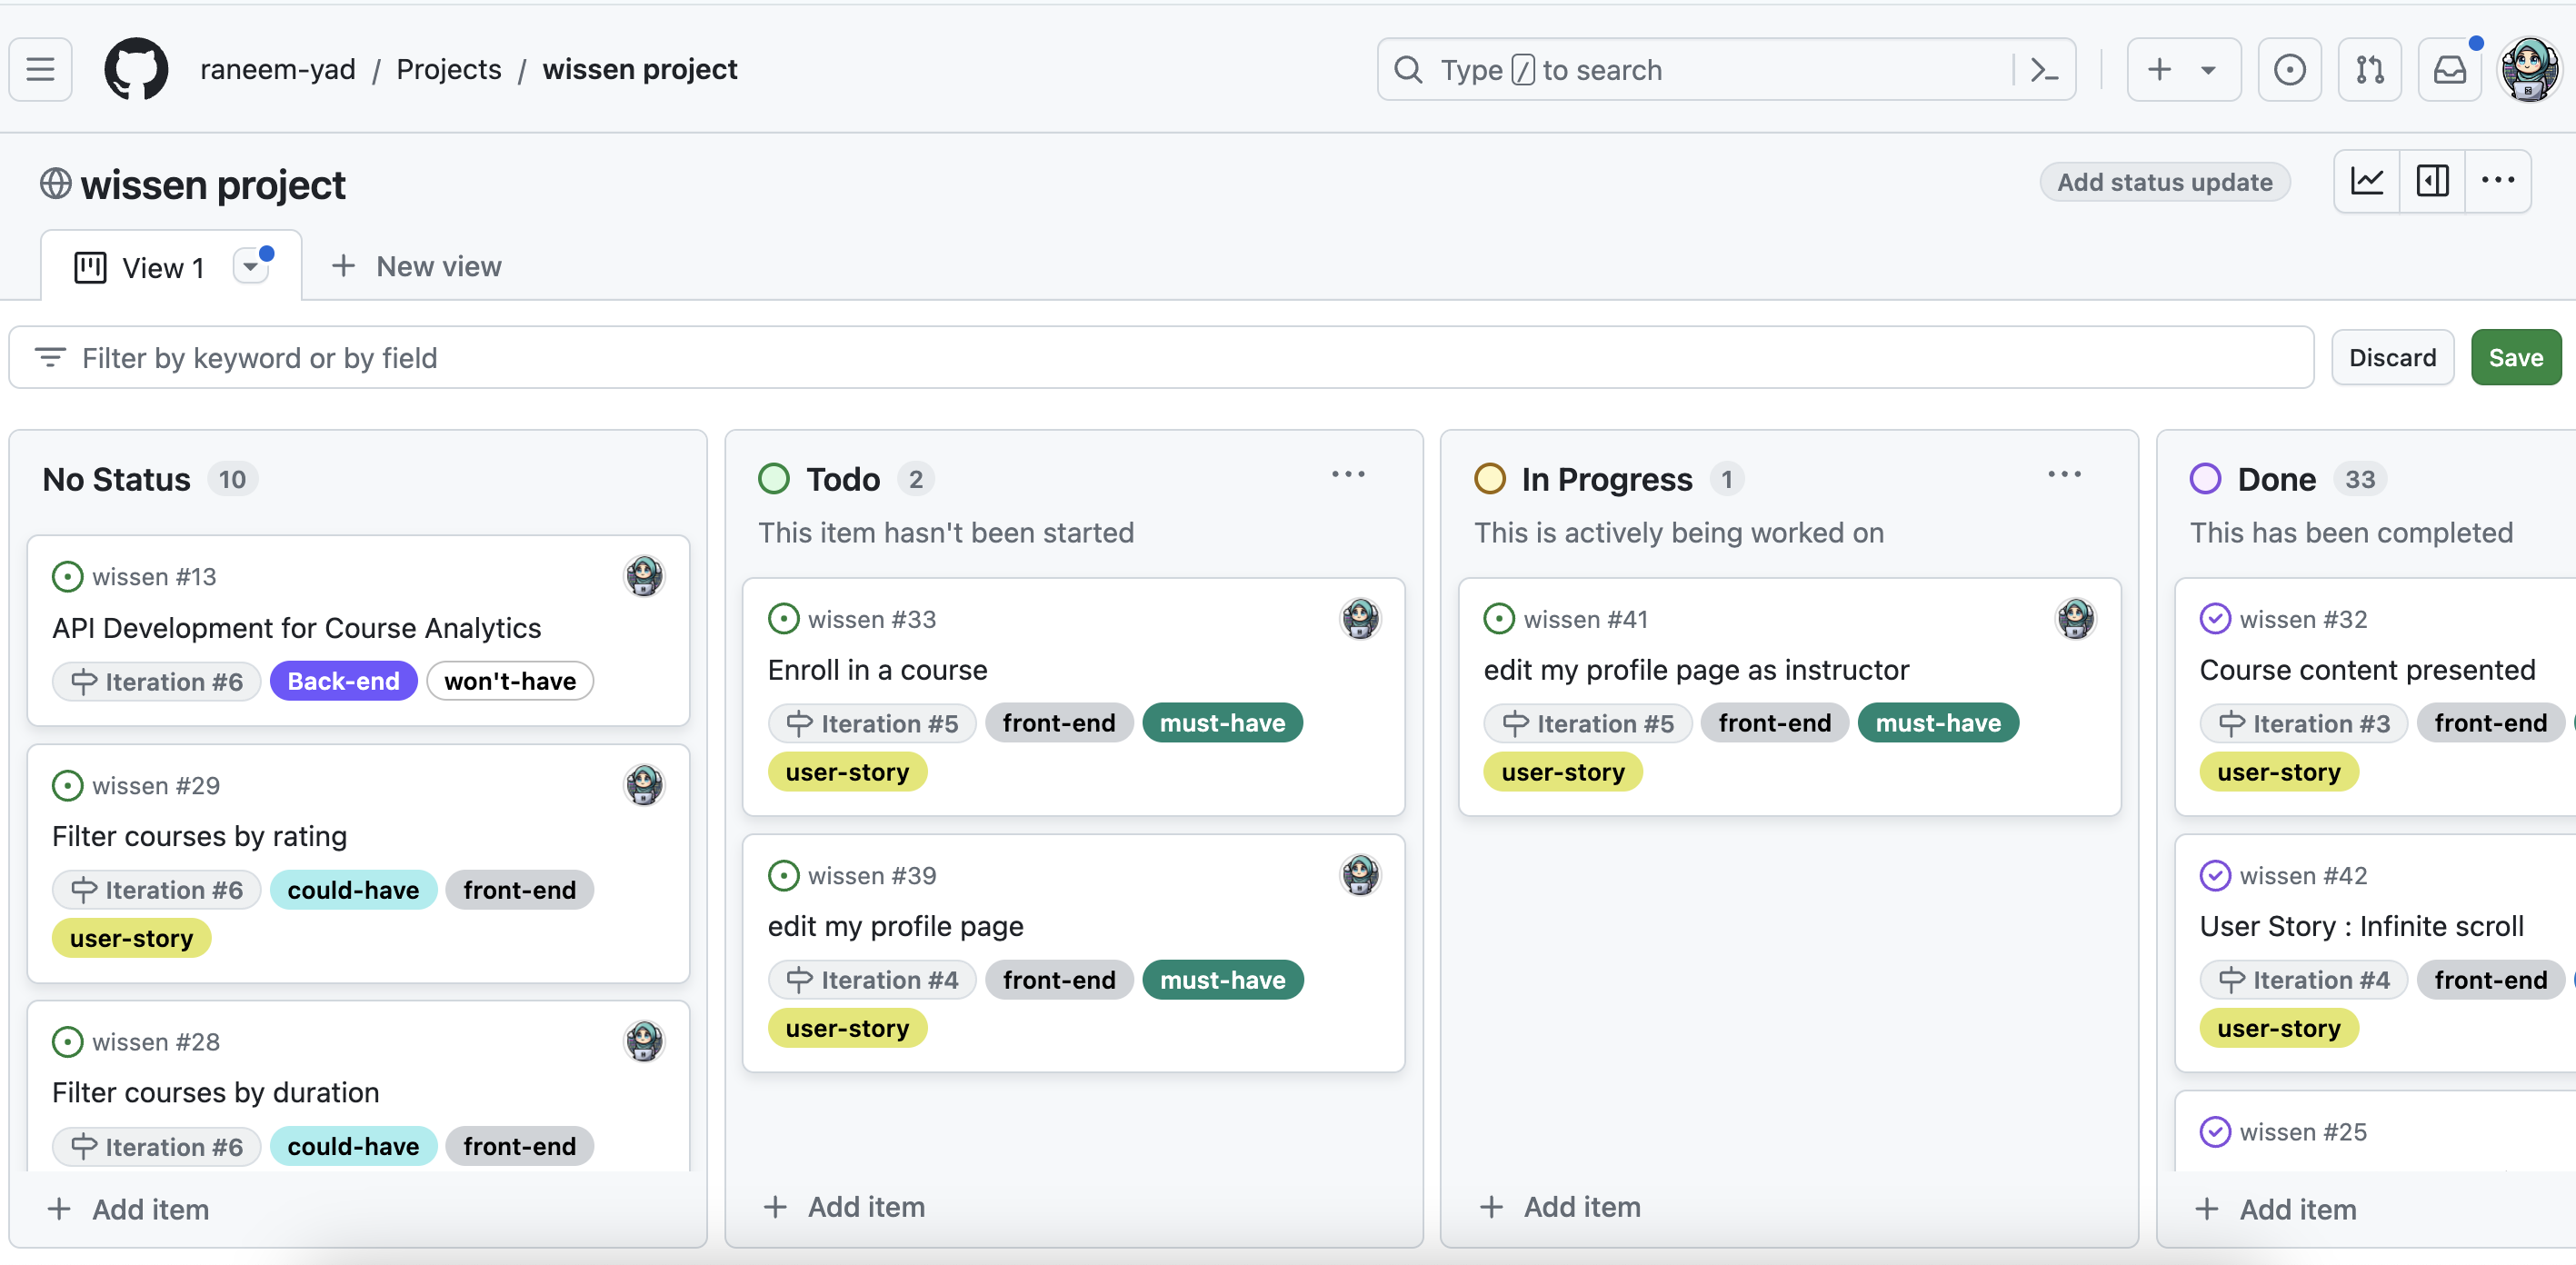 raneem-yad / Projects / wissen project
Type / to search
wissen project
Add status update
View 1
New view
Filter by keyword or by field
Discard
Save
No Status 10
wissen #13
API Development for Course Analytics
Iteration #6 Back-end won't-have
wissen #29
Filter courses by rating
Iteration #6 could-have front-end
user-story
wissen #28
Filter courses by duration
Iteration #6 could-have front-end
Add item
Todo 2
This item hasn't been started
wissen #33
Enroll in a course
Iteration #5 front-end must-have
user-story
wissen #39
edit my profile page
Iteration #4 front-end must-have
user-story
Add item
In Progress 1
This is actively being worked on
wissen #41
edit my profile page as instructor
Iteration #5 front-end must-have
user-story
Add item
Done 33
This has been completed
wissen #32
Course content presented
Iteration #3 front-end
user-story
wissen #42
User Story : Infinite scroll
Iteration #4 front-end
user-story
wissen #25
Add item